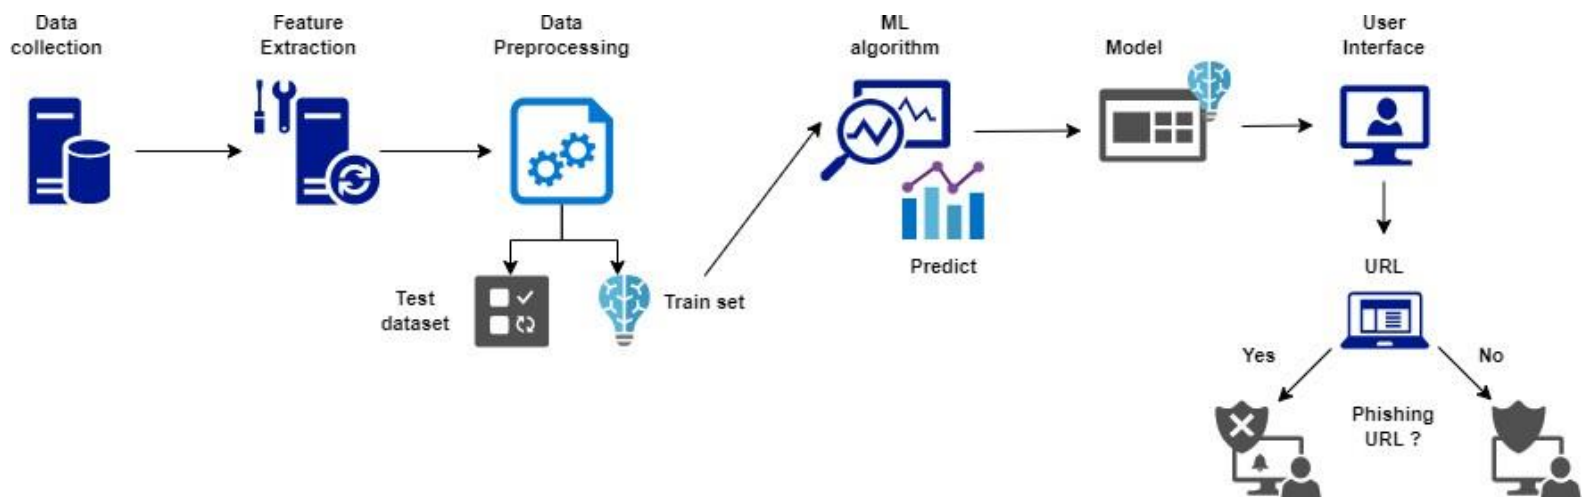 Data
collection
Feature
Extraction
Data
Preprocessing
ML
algorithm
Model
User
Interface
Predict
URL
Test
dataset
Train set
Yes
No
Phishing
URL ?